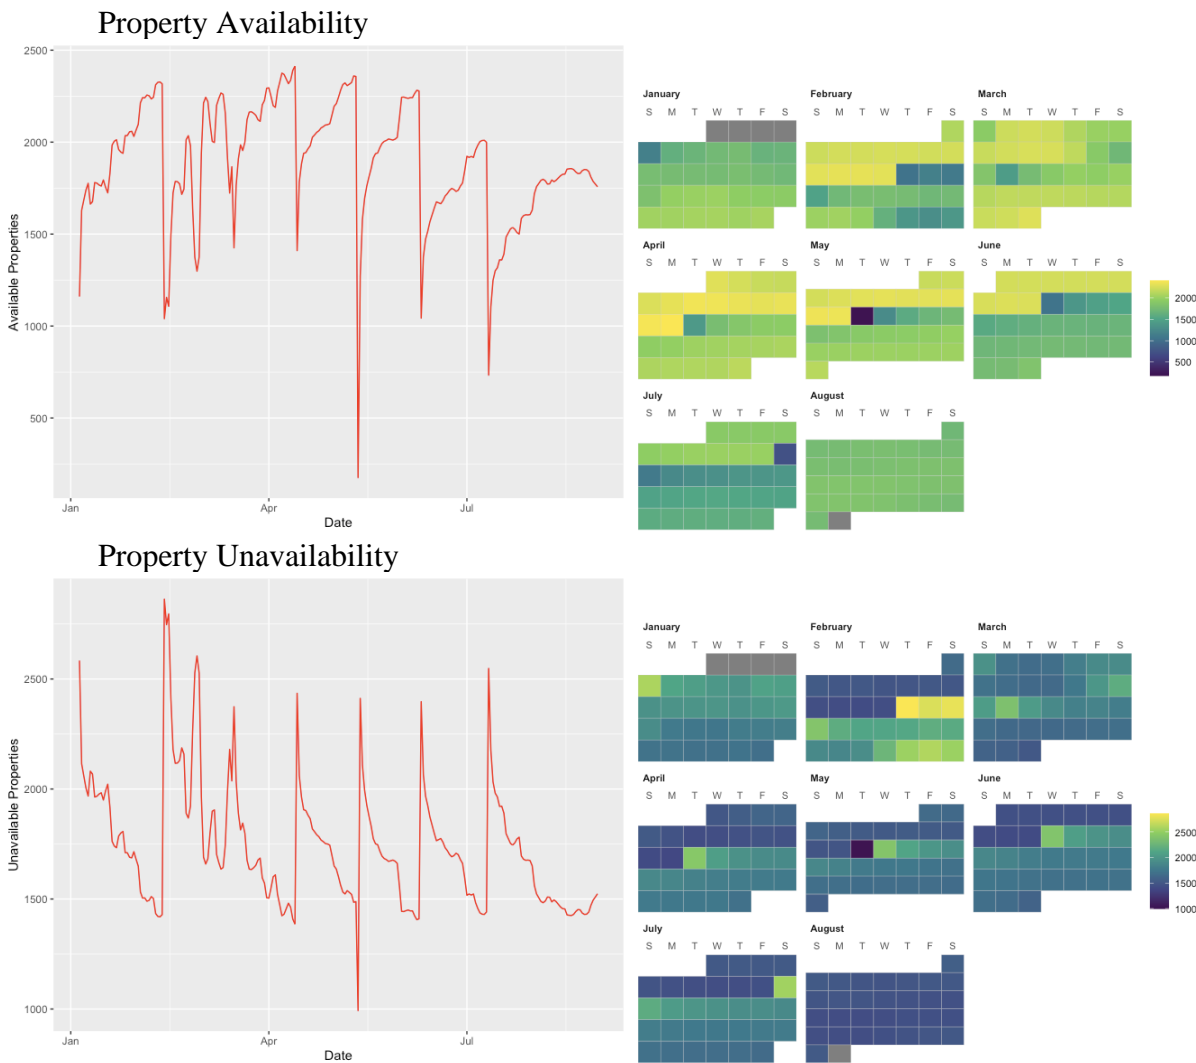 Property Availability
2500
2000
1500
1000
500
Available Properties
Jan
Apr
Jul
Date
January
February
March
S M T W T F S
S M T W T F S
S M T W T F S
April
May
June
S M T W T F S
S M T W T F S
S M T W T F S
July
August
S M T W T F S
S M T W T F S
2000
1500
1000
500
Property Unavailability
2500
2000
1500
1000
Unavailable Properties
Jan
Apr
Jul
Date
January
February
March
S M T W T F S
S M T W T F S
S M T W T F S
April
May
June
S M T W T F S
S M T W T F S
S M T W T F S
July
August
S M T W T F S
S M T W T F S
2500
2000
1500
1000